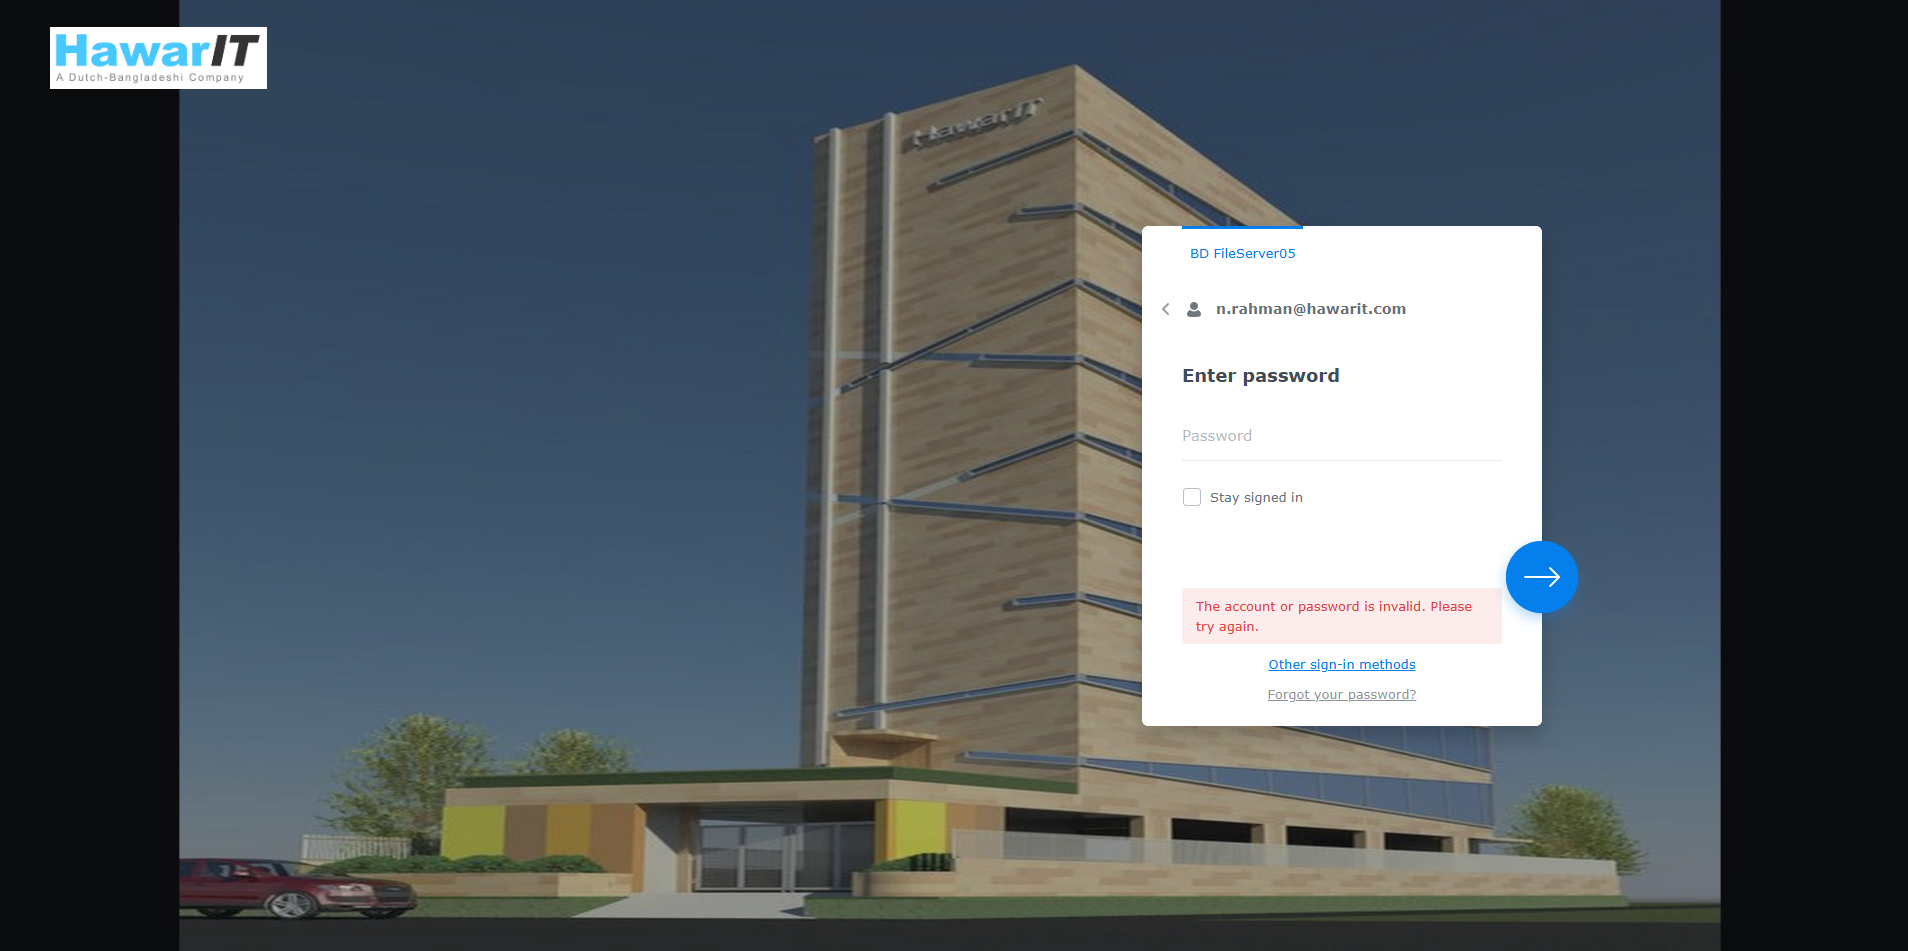 HawarIT
A Dutch-Bangladeshi Company
HawarIT
BD FileServer05
n.rahman@hawarit.com
Enter password
Password
Stay signed in
The account or password is invalid. Please
try again.
Other sign-in methods
Forgot your password?